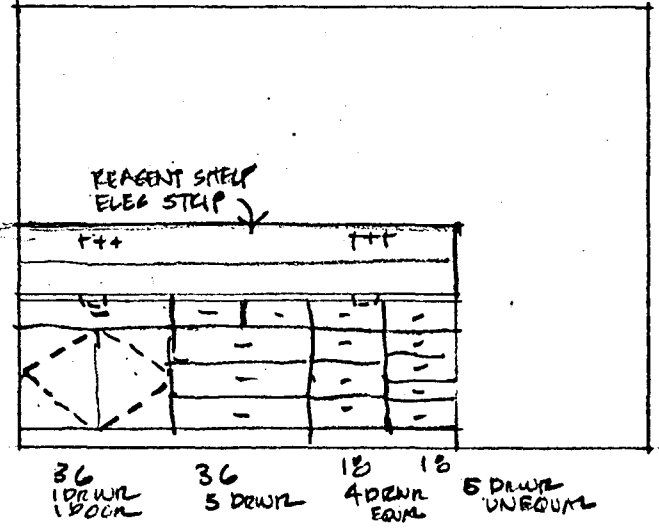 REAGENT SHELF
ELEC STRIP
36
1 DRWR
1 DOOR
36
5 DRWR
18
4 DRWR
EQUAL
18
5 DRWR
UNEQUAL